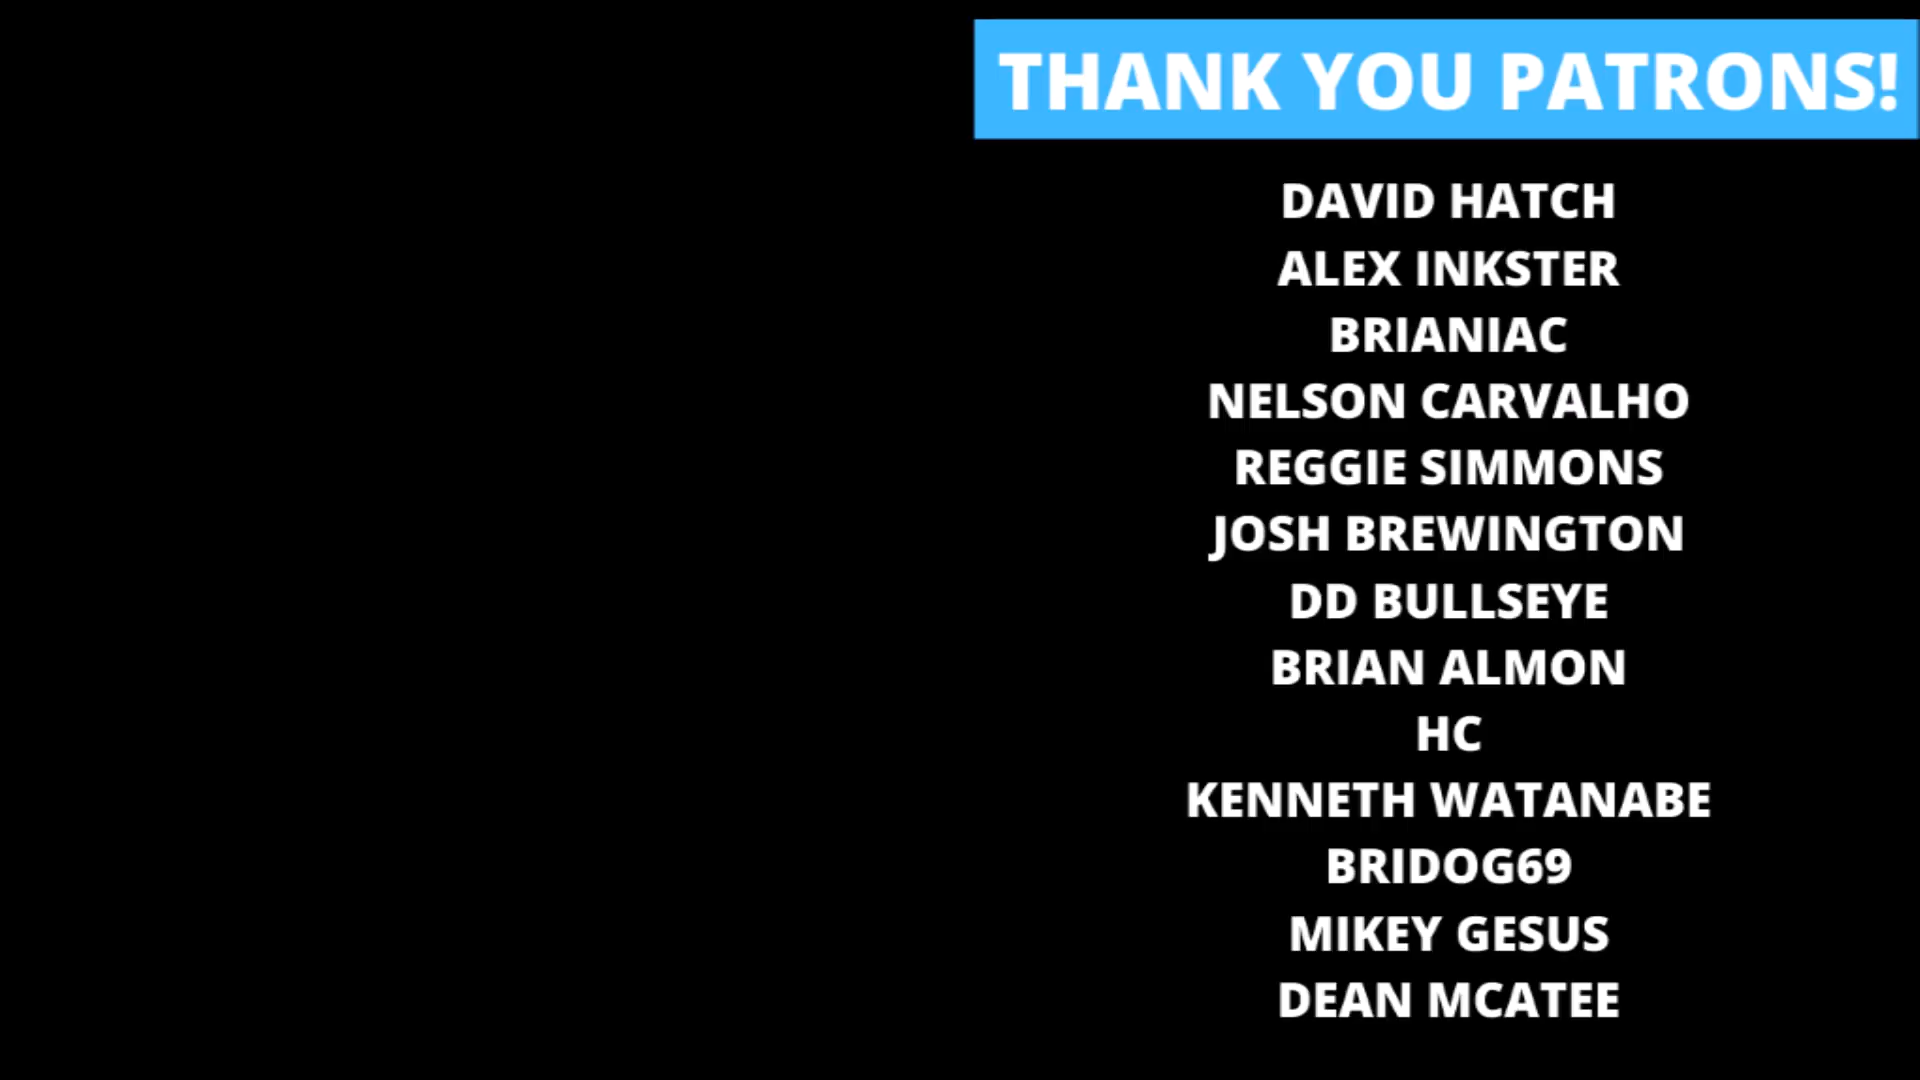 THANK YOU PATRONS!
DAVID HATCH
ALEX INKSTER
BRIANIAC
NELSON CARVALHO
REGGIE SIMMONS
JOSH BREWINGTON
DD BULLSEYE
BRIAN ALMON
HC
KENNETH WATANABE
BRIDOG69
MIKEY GESUS
DEAN MCATEE